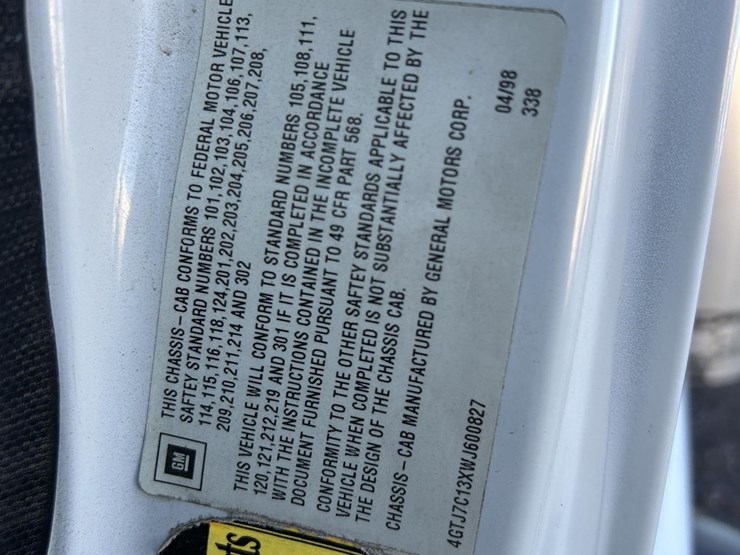 GM
THIS CHASSIS-CAB CONFORMS TO FEDERAL MOTOR VEHICLE
SAFTEY STANDARD NUMBERS 101,102,103,104,106,107,113,
114,115,116,118,124,201,202,203,204,205,206,207,208,
209,210,211,214 AND 302
THIS VEHICLE WILL CONFORM TO STANDARD NUMBERS 105,108,111,
120,121,212,219 AND 301 IF IT IS COMPLETED IN ACCORDANCE
WITH THE INSTRUCTIONS CONTAINED IN THE INCOMPLETE VEHICLE
DOCUMENT FURNISHED PURSUANT TO 49 CFR PART 568.
CONFORMITY TO THE OTHER SAFTEY STANDARDS APPLICABLE TO THIS
VEHICLE WHEN COMPLETED IS NOT SUBSTANTIALLY AFFECTED BY THE
THE DESIGN OF THE CHASSIS CAB.
CHASSIS-CAB MANUFACTURED BY GENERAL MOTORS CORP.
04/98
4GTJ7C13XWJ600827 338
ts